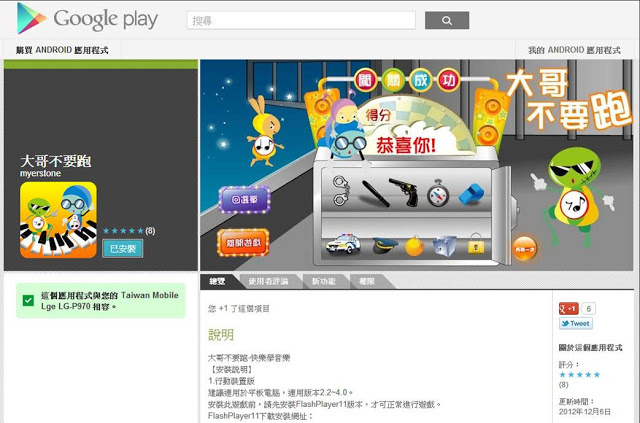 Google play
搜尋
購買 ANDROID 應用程式
我的 ANDROID 應用程式
大哥不要跑
myerstone
(8)
已安裝
闖關成功
得分
恭喜你!
大哥
不要跑
回選單
離開遊戲
再玩一次
這個應用程式與您的 Taiwan Mobile
Lge LG-P970 相容。
總覽
使用者評論
新功能
權限
您 +1 了這個項目
說明
大哥不要跑-快樂學音樂
【安裝說明】
1.行動裝置版
建議適用於平板電腦，適用版本2.2~4.0。
安裝此遊戲前，請先安裝FlashPlayer11版本，才可正常進行遊戲。
FlashPlayer11下載安裝網址：
+1
6
Tweet
關於這個應用程式
評分：
(8)
更新時間：
2012年12月6日